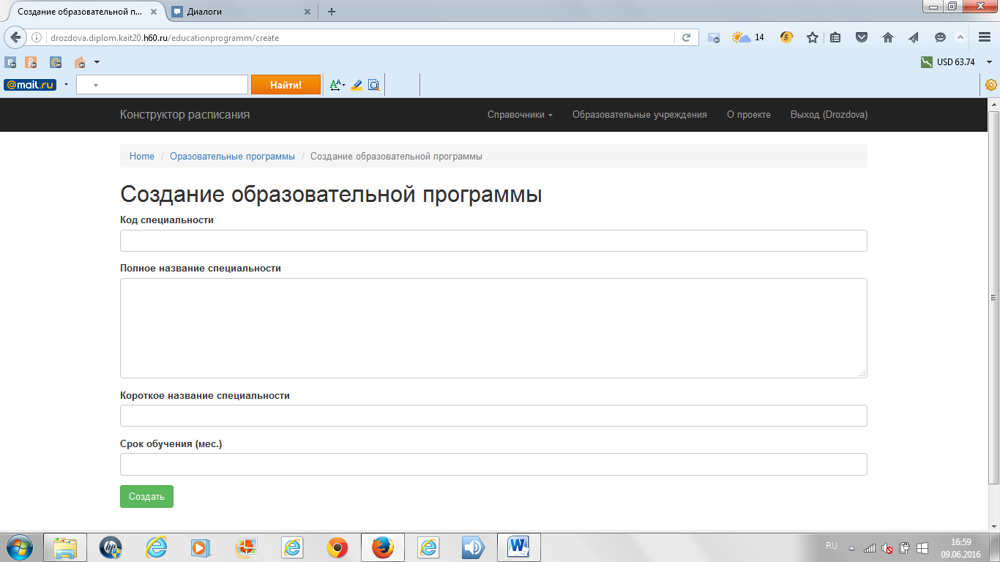 Создание образовательной п...
Диалоги
drozdova.diplom.kait20.h60.ru/educationprogramm/create
14
5
USD 63.74
@mail.ru
Найти!
Конструктор расписания
Справочники
Образовательные учреждения
О проекте
Выход (Drozdova)
Home / Оразовательные программы / Создание образовательной программы
Создание образовательной программы
Код специальности
Полное название специальности
Короткое название специальности
Срок обучения (мес.)
Создать
RU
16:59
09.06.2016